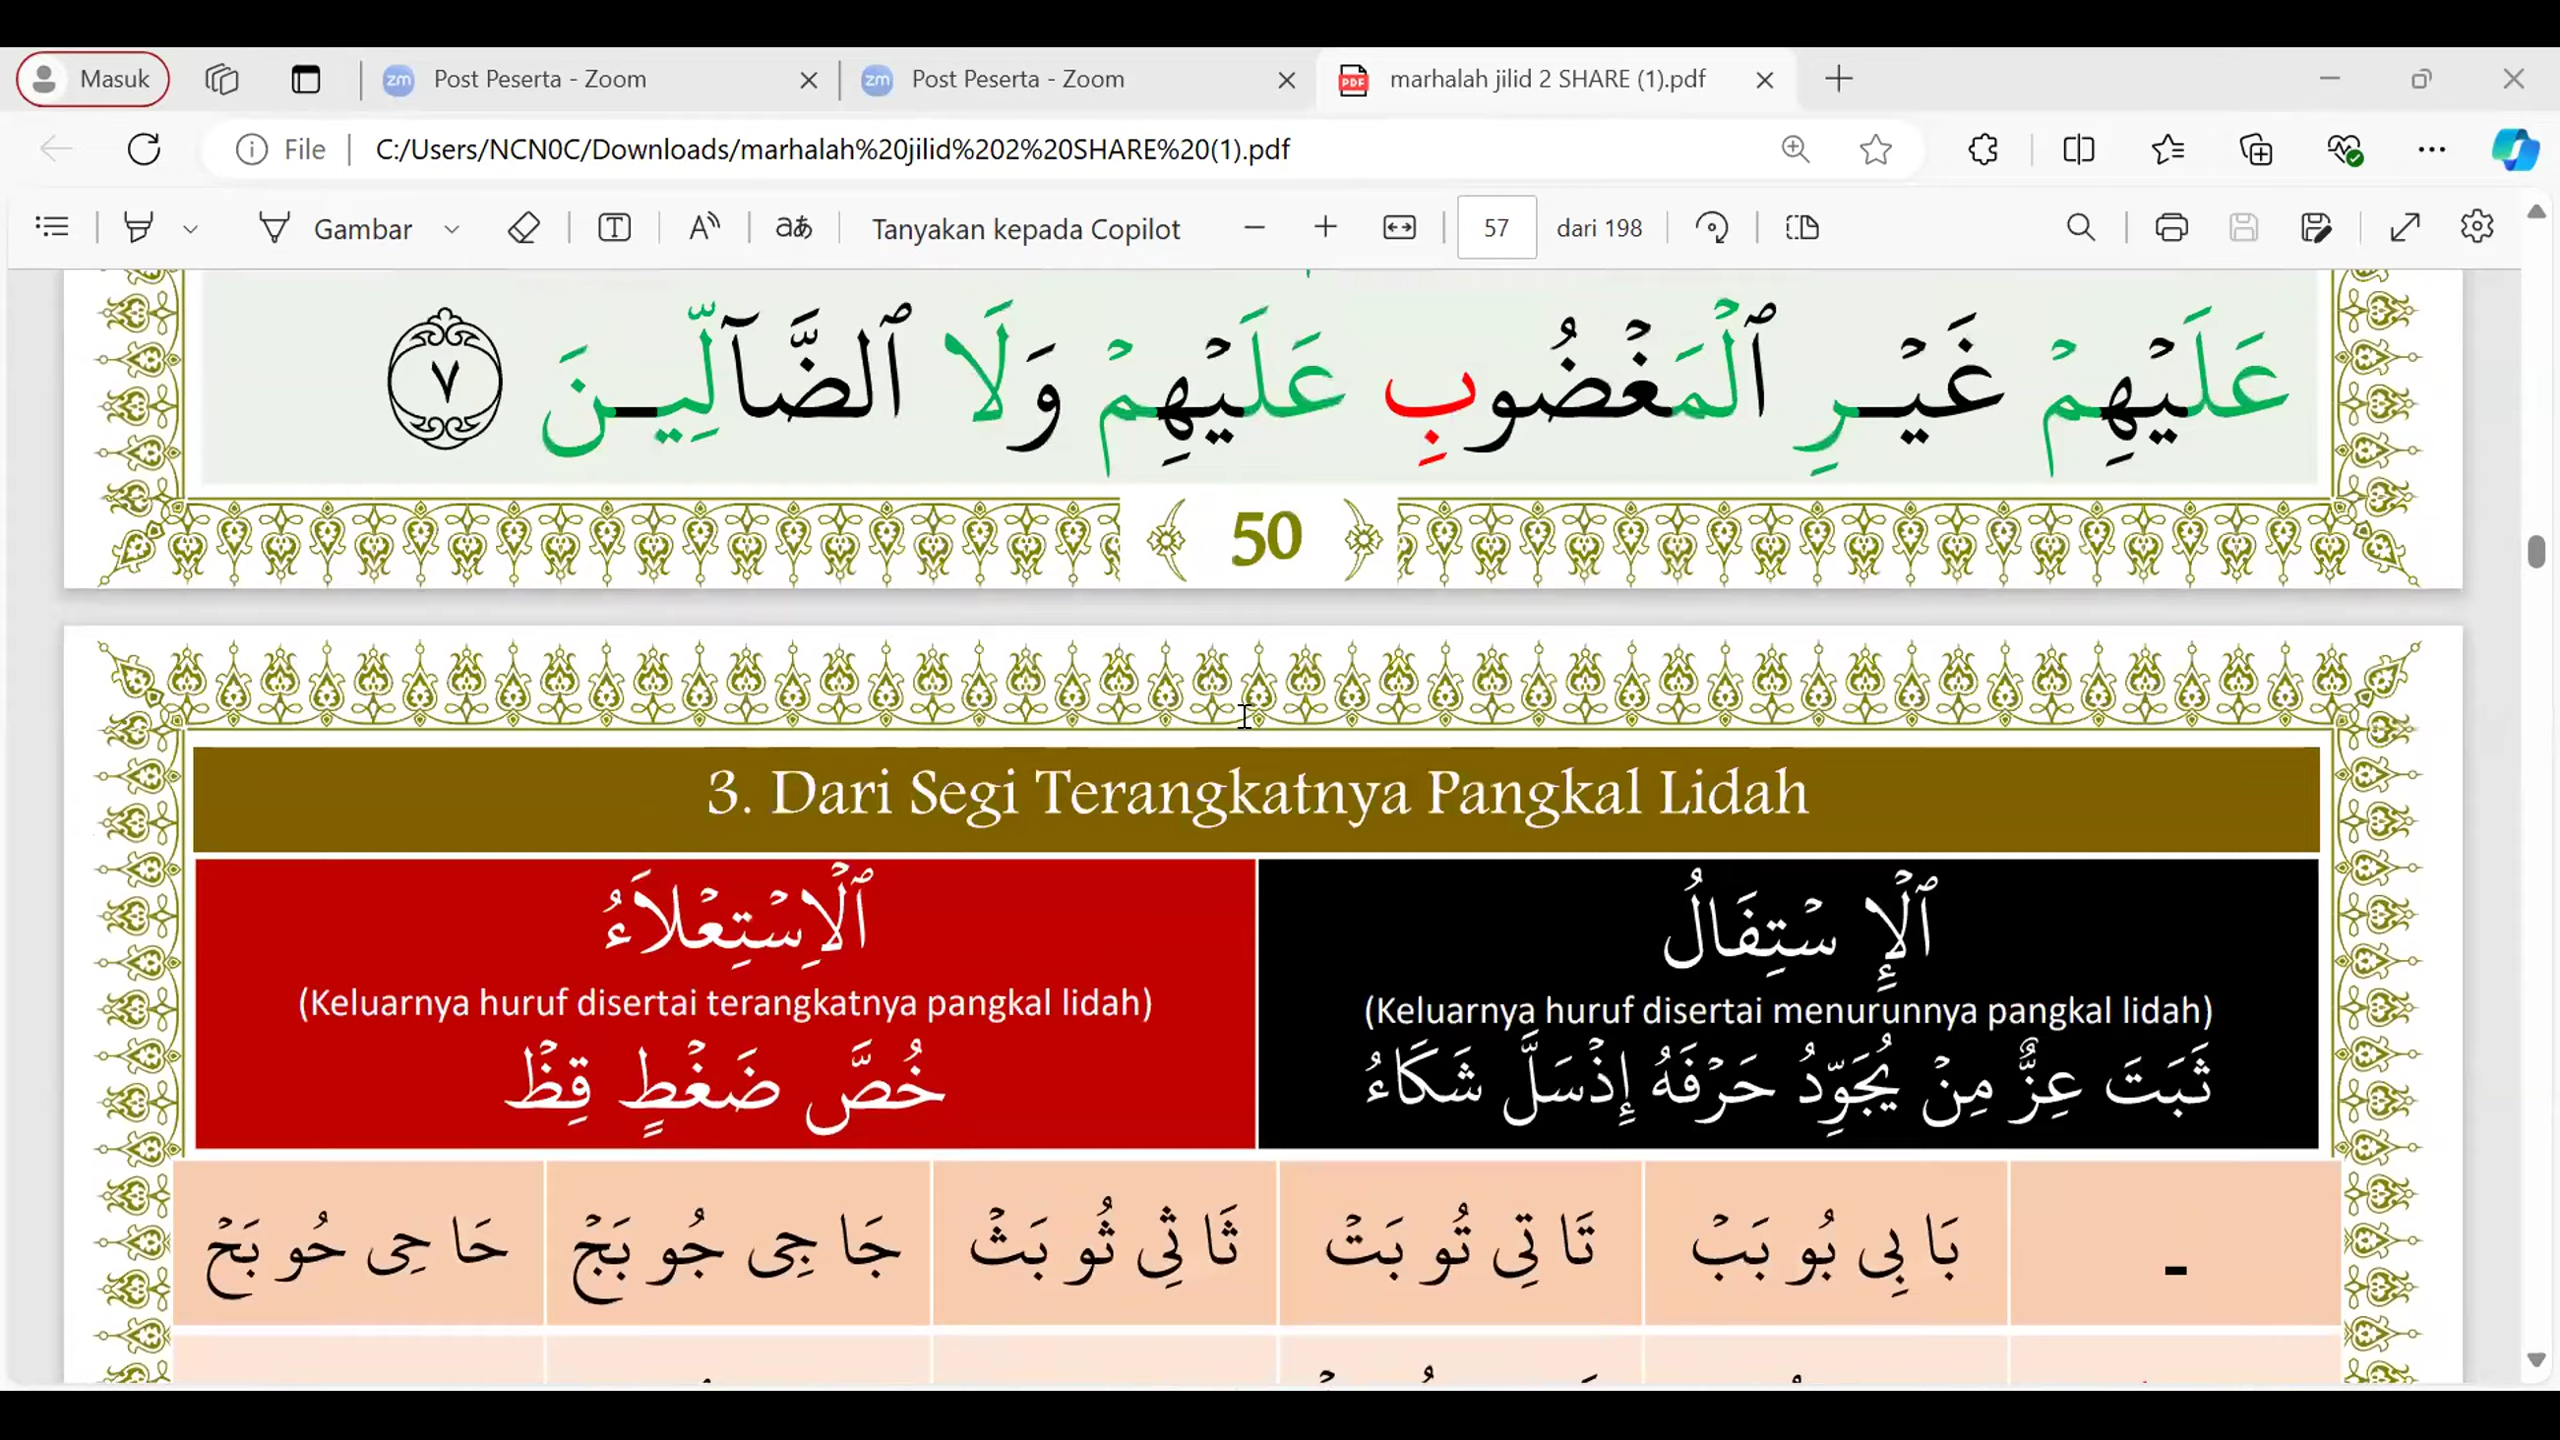 Masuk
Post Peserta - Zoom
Post Peserta - Zoom
marhalah jilid 2 SHARE (1).pdf
File
C:/Users/NCN0C/Downloads/marhalah%20jilid%202%20SHARE%20(1).pdf
Gambar
Tanyakan kepada Copilot
57
dari 198
عَلَيْهِمْ غَيْرِ ٱلْمَغْضُوبِ عَلَيْهِمْ وَلَا ٱلضَّآلِّينَ ٧
50
3. Dari Segi Terangkatnya Pangkal Lidah
ٱلْإِ سْتِفَالُ
(Keluarnya huruf disertai menurunnya pangkal lidah)
ثَبَتَ عِزٌّ مِنْ يُجَوِّدُ حَرْفَهُ إِذْسَلَّ شَكَاءُ
ٱلْاِسْتِعْلَاءُ
(Keluarnya huruf disertai terangkatnya pangkal lidah)
خُصَّ ضَغْطٍ قِظْ
-
بَا بِى بُو بَبْ
تَا تِى تُو بَتْ
ثَا ثِى ثُو بَثْ
جَا جِى جُو بَجْ
حَا حِى حُو بَحْ